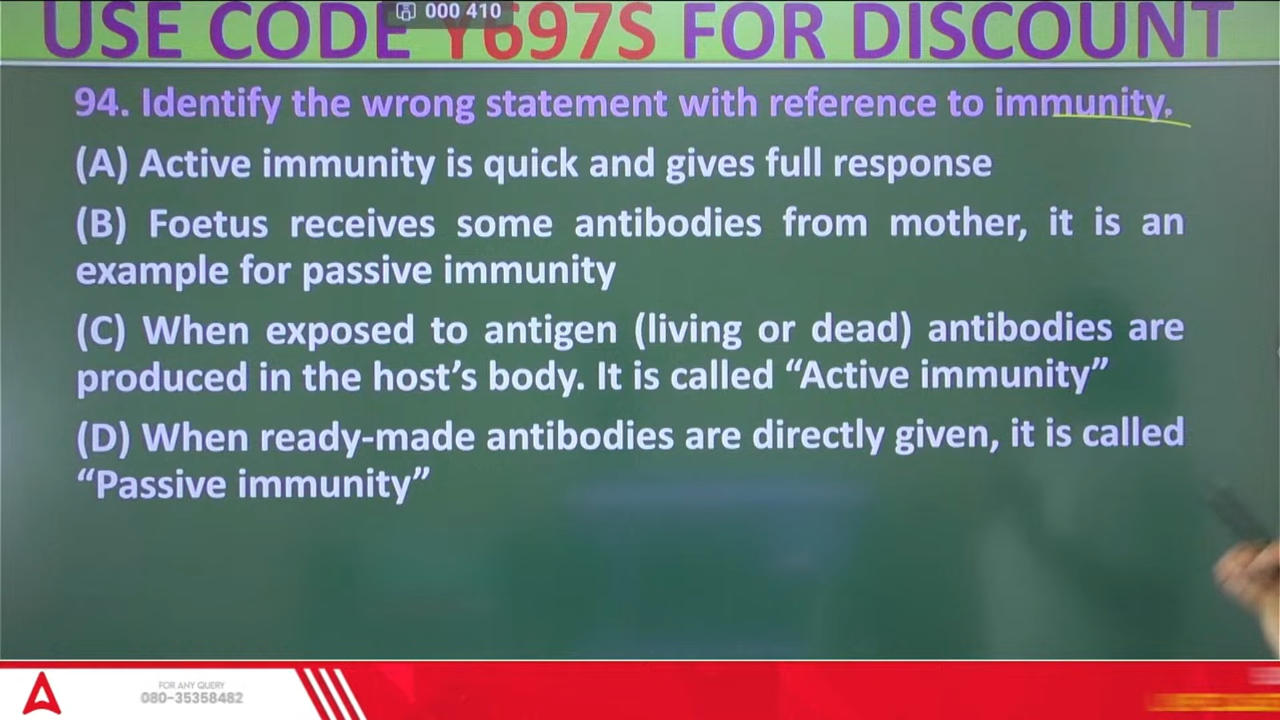 USE CODE Y697S FOR DISCOUNT
000 410
94. Identify the wrong statement with reference to immunity.
(A) Active immunity is quick and gives full response
(B) Foetus receives some antibodies from mother, it is an
example for passive immunity
(C) When exposed to antigen (living or dead) antibodies are
produced in the host's body. It is called “Active immunity”
(D) When ready-made antibodies are directly given, it is called
“Passive immunity”
FOR ANY QUERY
080-35358482